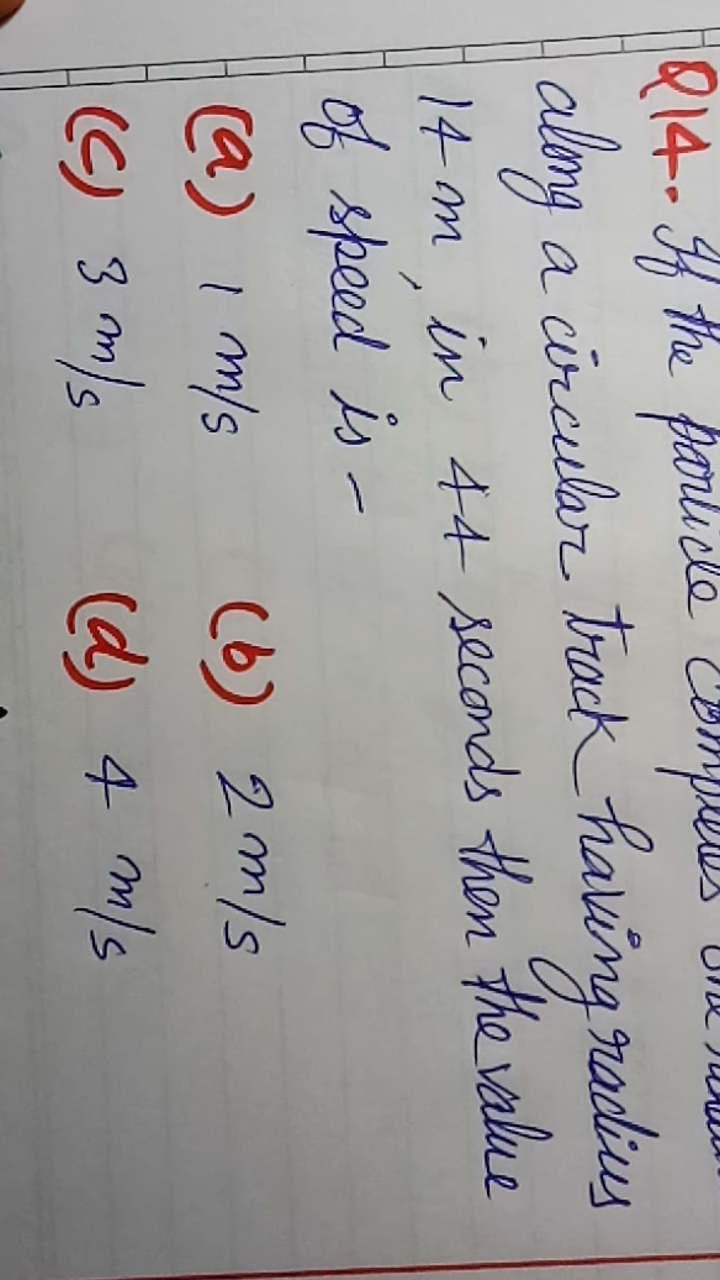 Q14. If the particle completes one
along a circular track having radius
14 m, in 44 seconds then the value
of speed is -
(a) 1 m/s (b) 2 m/s
(c) 3 m/s (d) 4 m/s